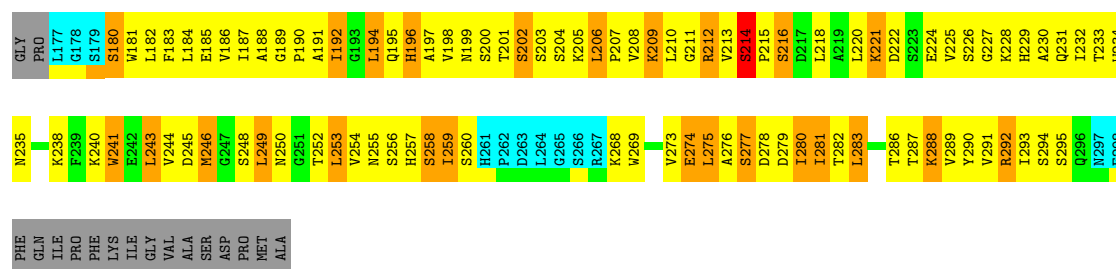 GLY PRO L177 G178 S179 S180 W181 L182 F183 L184 E185 V186 I187 A188 G189 P190 A191 I192 G193 L194 Q195 H196 A197 V198 N199 S200 T201 S202 S203 S204 K205 L206 P207 V208 K209 L210 G211 R212 V213 S214 P215 S216 D217 L218 A219 L220 K221 D222 S223 E224 V225 S226 G227 K228 H229 A230 Q231 I232 T233
N235 K238 F239 K240 W241 E242 L243 V244 D245 M246 G247 S248 L249 N250 G251 T252 L253 V254 N255 S256 H257 S258 I259 S260 H261 P262 D263 L264 G265 S266 R267 K268 W269 V273 E274 L275 A276 S277 D278 D279 I280 I281 T282 L283 T286 T287 K288 V289 Y290 V291 R292 I293 S294 S295 Q296 N297
PHE GLN ILE PRO PHE LYS ILE GLY VAL ALA SER ASP PRO MET ALA